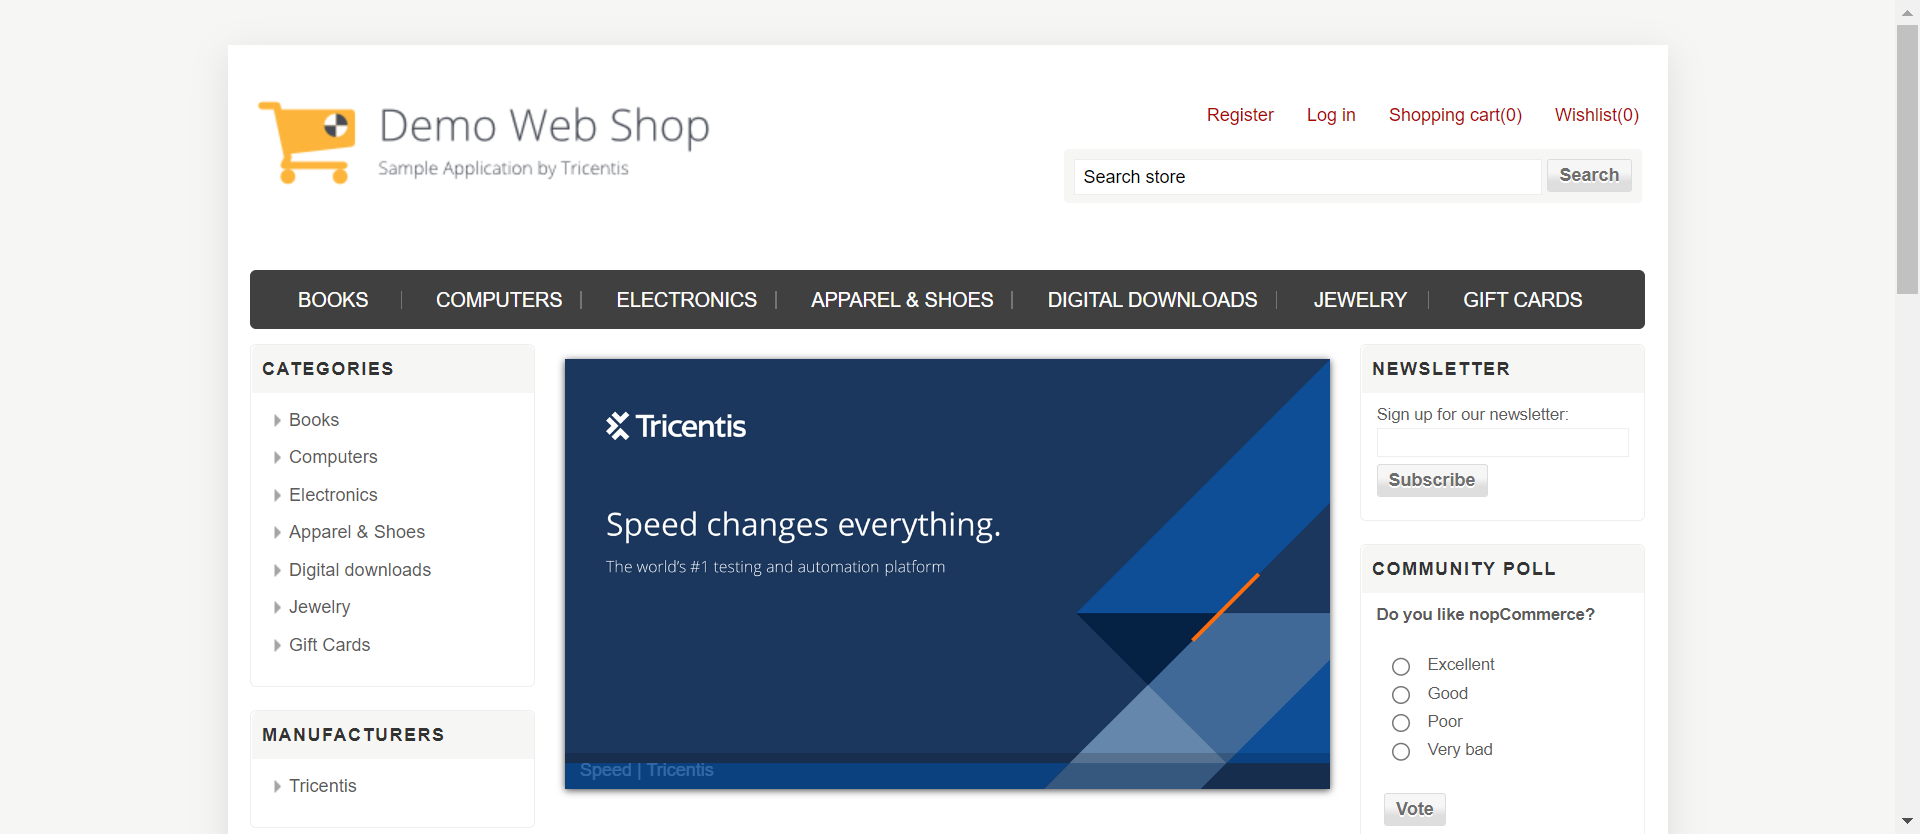 Demo Web Shop
Sample Application by Tricentis
Register Log in Shopping cart(0) Wishlist(0)
Search store Search
BOOKS COMPUTERS ELECTRONICS APPAREL & SHOES DIGITAL DOWNLOADS JEWELRY GIFT CARDS
CATEGORIES
Books
Computers
Electronics
Apparel & Shoes
Digital downloads
Jewelry
Gift Cards
MANUFACTURERS
Tricentis
Tricentis
Speed changes everything.
The world's #1 testing and automation platform
Speed | Tricentis
NEWSLETTER
Sign up for our newsletter:
Subscribe
COMMUNITY POLL
Do you like nopCommerce?
Excellent
Good
Poor
Very bad
Vote